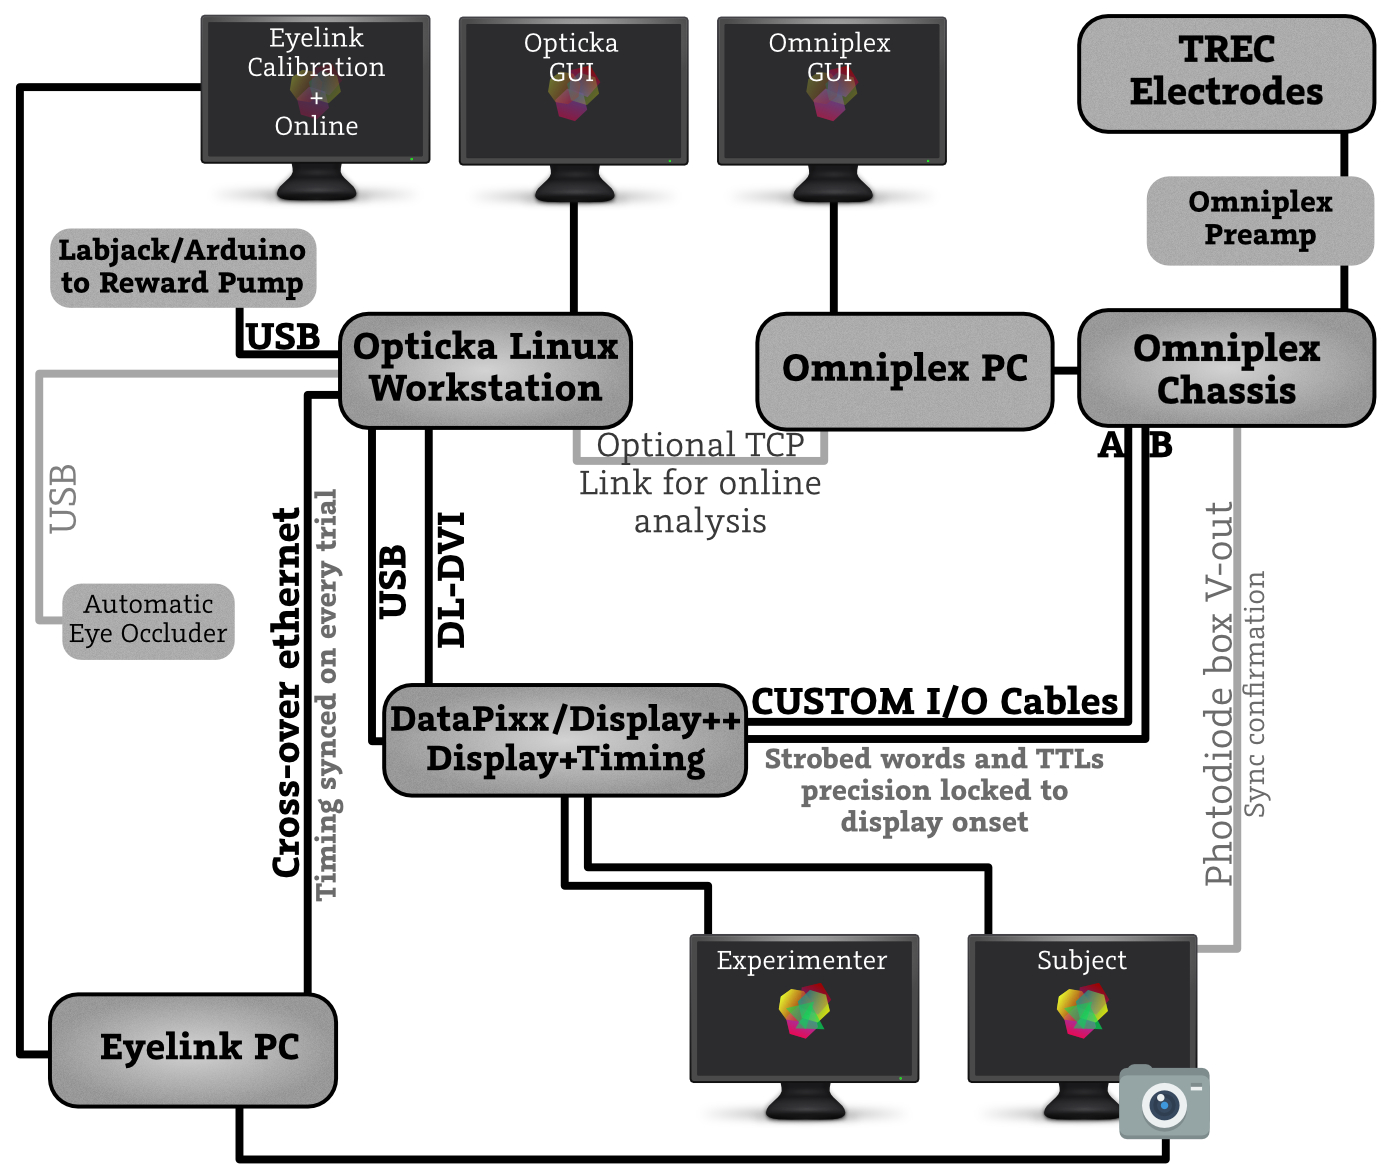 Eyelink
Calibration
+
Online
Opticka
GUI
Omniplex
GUI
TREC
Electrodes
Omniplex
Preamp
Labjack/Arduino
to Reward Pump
USB
Opticka Linux
Workstation
Omniplex PC
Omniplex
Chassis
A B
Optional TCP
Link for online
analysis
USB
Automatic
Eye Occluder
Cross-over ethernet
Timing synced on every trial
USB
DL-DVI
Photodiode box V-out
Sync confirmation
DataPixx/Display++
Display+Timing
CUSTOM I/O Cables
Strobed words and TTLs
precision locked to
display onset
Experimenter
Subject
Eyelink PC